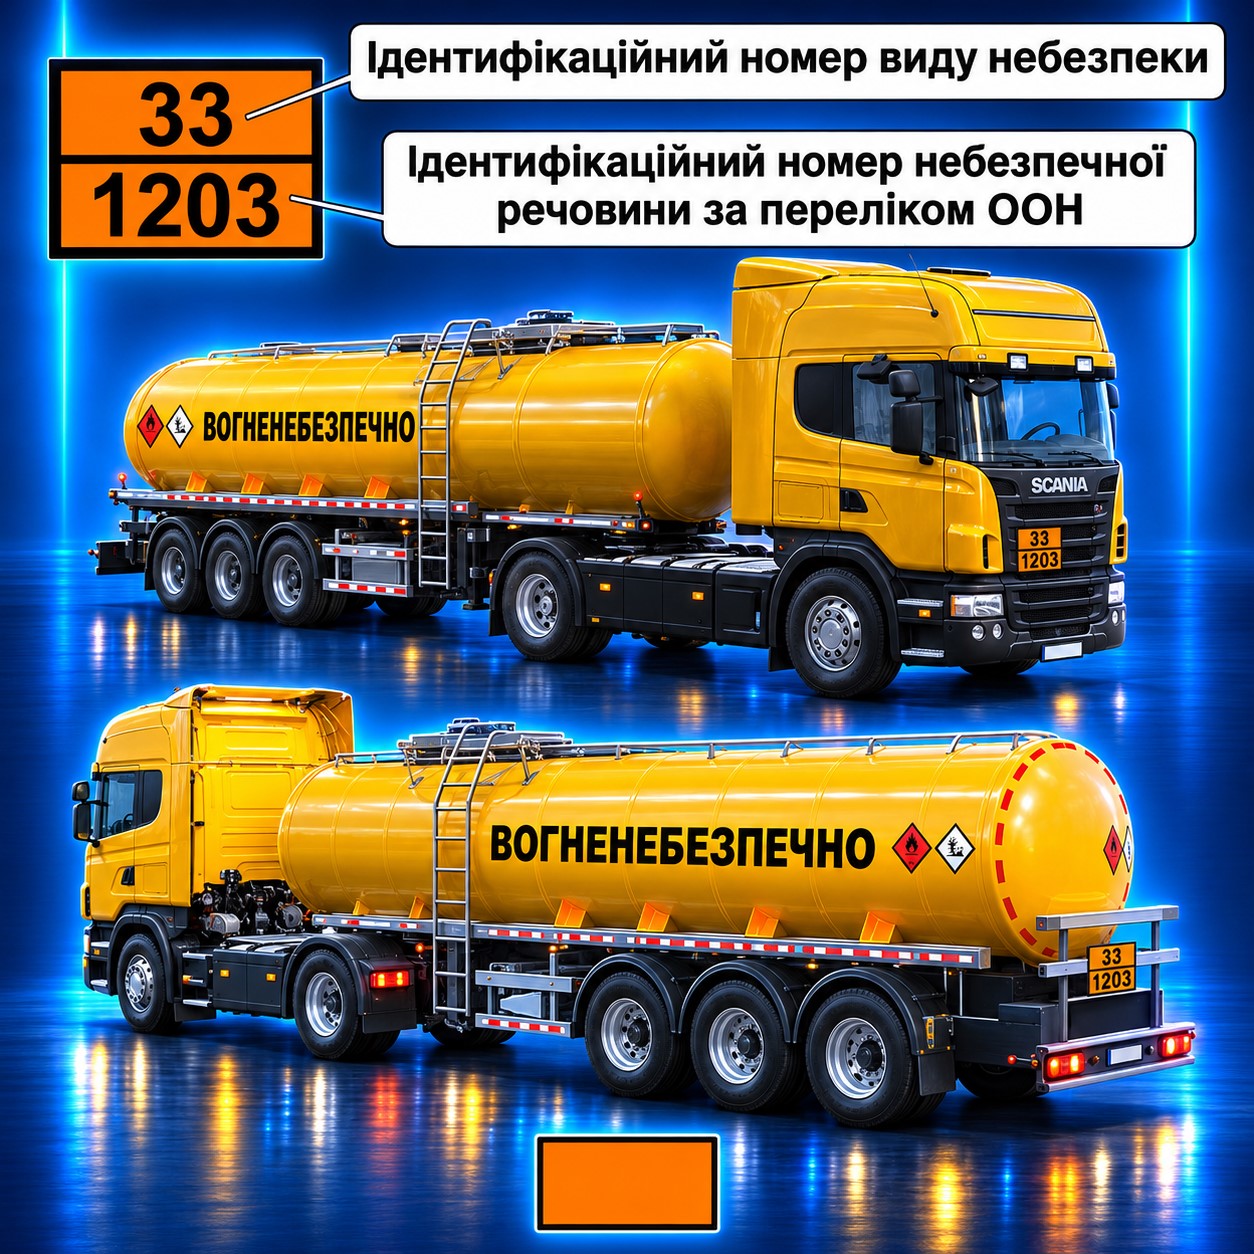 33
1203
Ідентифікаційний номер виду небезпеки
Ідентифікаційний номер небезпечної
речовини за переліком ООН
ВОГНЕНЕБЕЗПЕЧНО
SCANIA
33
1203
ВОГНЕНЕБЕЗПЕЧНО
33
1203